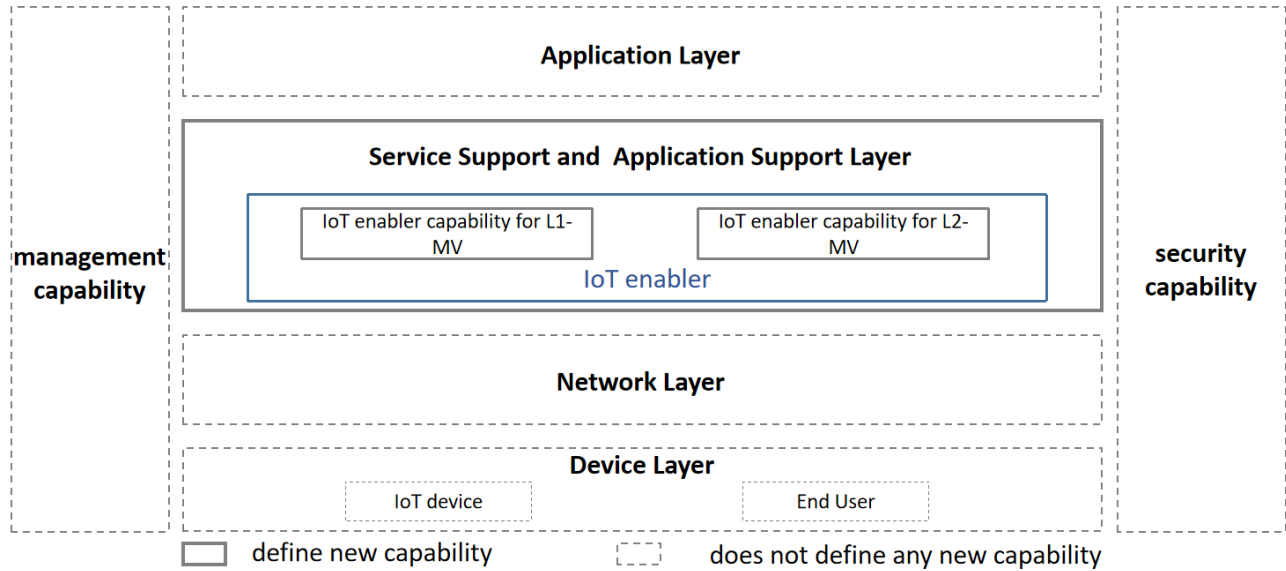 Application Layer
Service Support and Application Support Layer
IoT enabler capability for L1-
MV
IoT enabler capability for L2-
MV
IoT enabler
management
capability
security
capability
Network Layer
Device Layer
IoT device
End User
define new capability
does not define any new capability